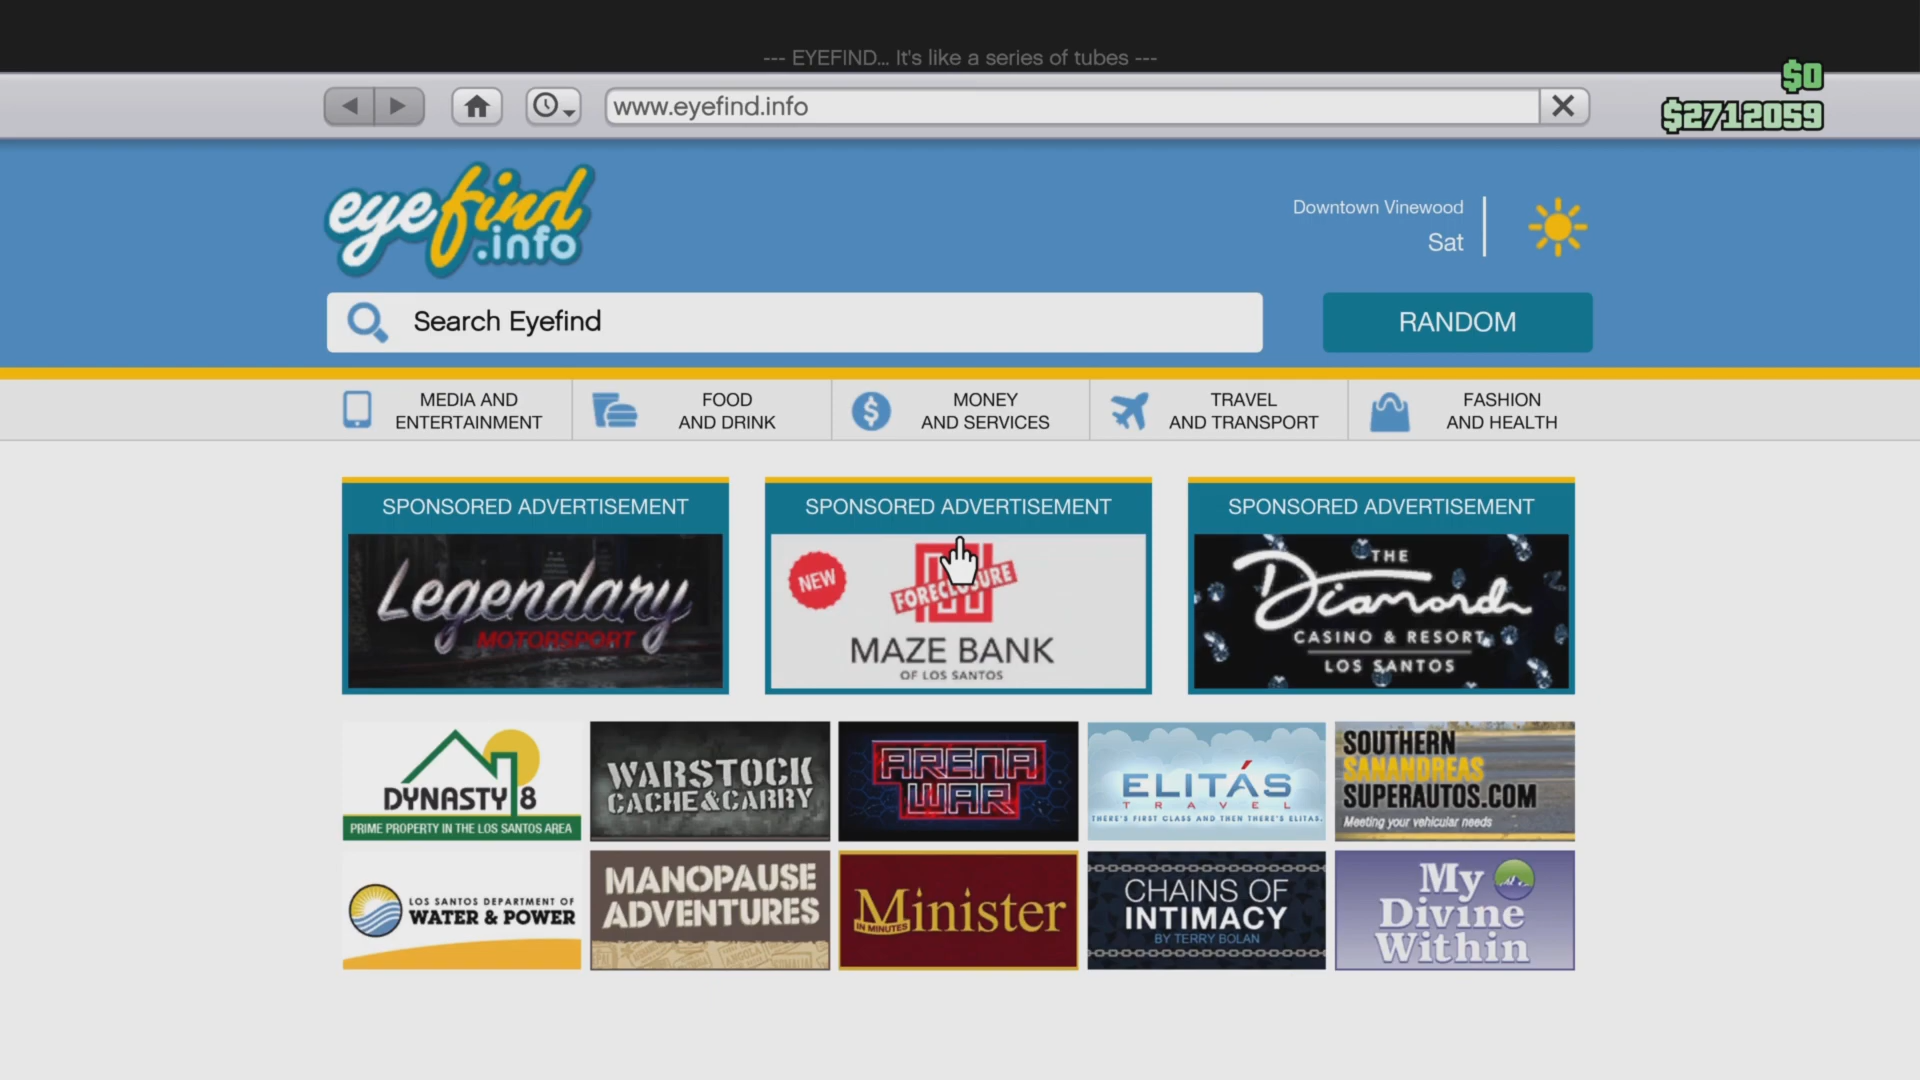 --- EYEFIND... It's like a series of tubes ---
$0
www.eyefind.info
$2712059
eyefind
.info
Downtown Vinewood
Sat
Search Eyefind
RANDOM
MEDIA AND
ENTERTAINMENT
FOOD
AND DRINK
MONEY
AND SERVICES
TRAVEL
AND TRANSPORT
FASHION
AND HEALTH
SPONSORED ADVERTISEMENT
Legendary
MOTORSPORT
SPONSORED ADVERTISEMENT
NEW
FORECLOSURE
MAZE BANK
OF LOS SANTOS
SPONSORED ADVERTISEMENT
THE
Diamond
CASINO & RESORT
LOS SANTOS
DYNASTY 8
PRIME PROPERTY IN THE LOS SANTOS AREA
WARSTOCK
CACHE&CARRY
ARENA
WAR
ELITÁS
TRAVEL
THERE'S FIRST CLASS AND THEN THERE'S ELITAS.
SOUTHERN
SANANDREAS
SUPERAUTOS.COM
Meeting your vehicular needs
LOS SANTOS DEPARTMENT OF
WATER & POWER
MANOPAUSE
ADVENTURES
Minister
IN MINUTES
CHAINS OF
INTIMACY
BY TERRY BOLAN
My
Divine
Within